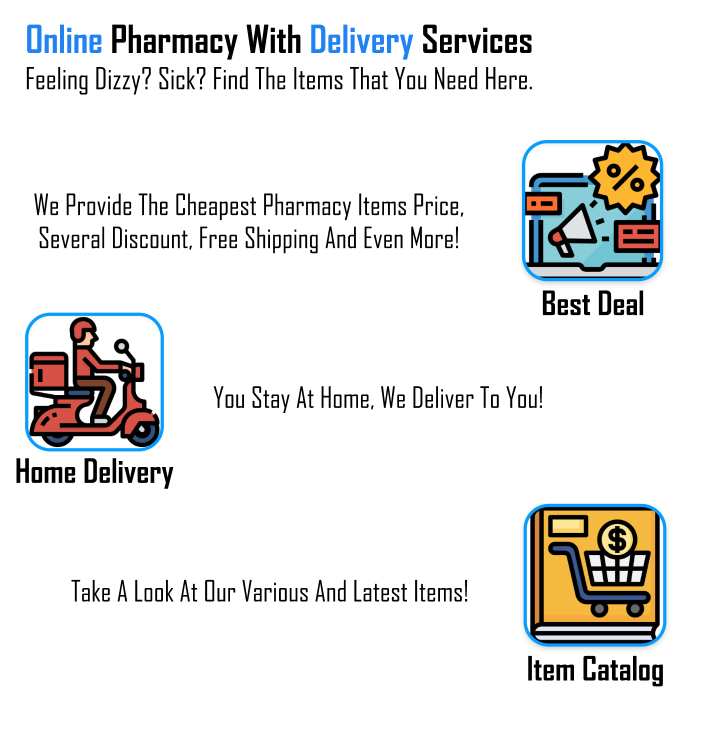 Online Pharmacy With Delivery Services
Feeling Dizzy? Sick? Find The Items That You Need Here.
We Provide The Cheapest Pharmacy Items Price,
Several Discount, Free Shipping And Even More!
%
Best Deal
You Stay At Home, We Deliver To You!
Home Delivery
Take A Look At Our Various And Latest Items!
$
Item Catalog